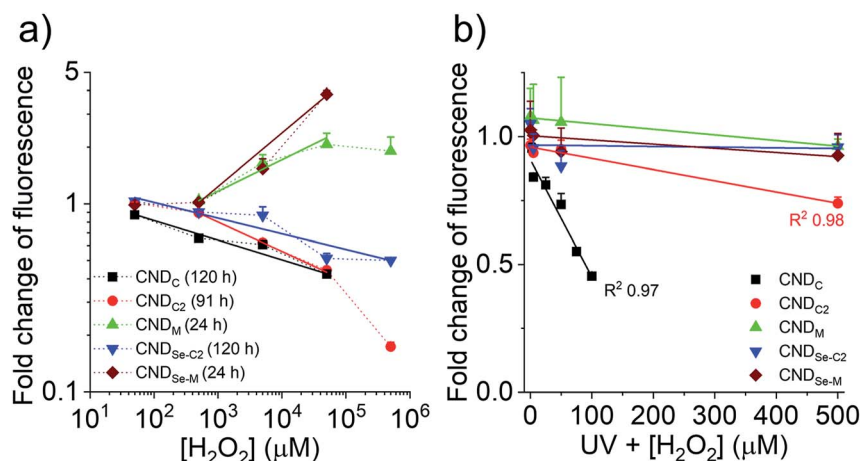 a)
Fold change of fluorescence
5
1
0.1
CND_C (120 h)
CND_C2 (91 h)
CND_M (24 h)
CND_Se-C2 (120 h)
CND_Se-M (24 h)
10^1 10^2 10^3 10^4 10^5 10^6
[H₂O₂] (μM)
b)
Fold change of fluorescence
1.0
0.5
0.0
R² 0.98
R² 0.97
CND_C
CND_C2
CND_M
CND_Se-C2
CND_Se-M
0 100 200 300 400 500
UV + [H₂O₂] (μM)